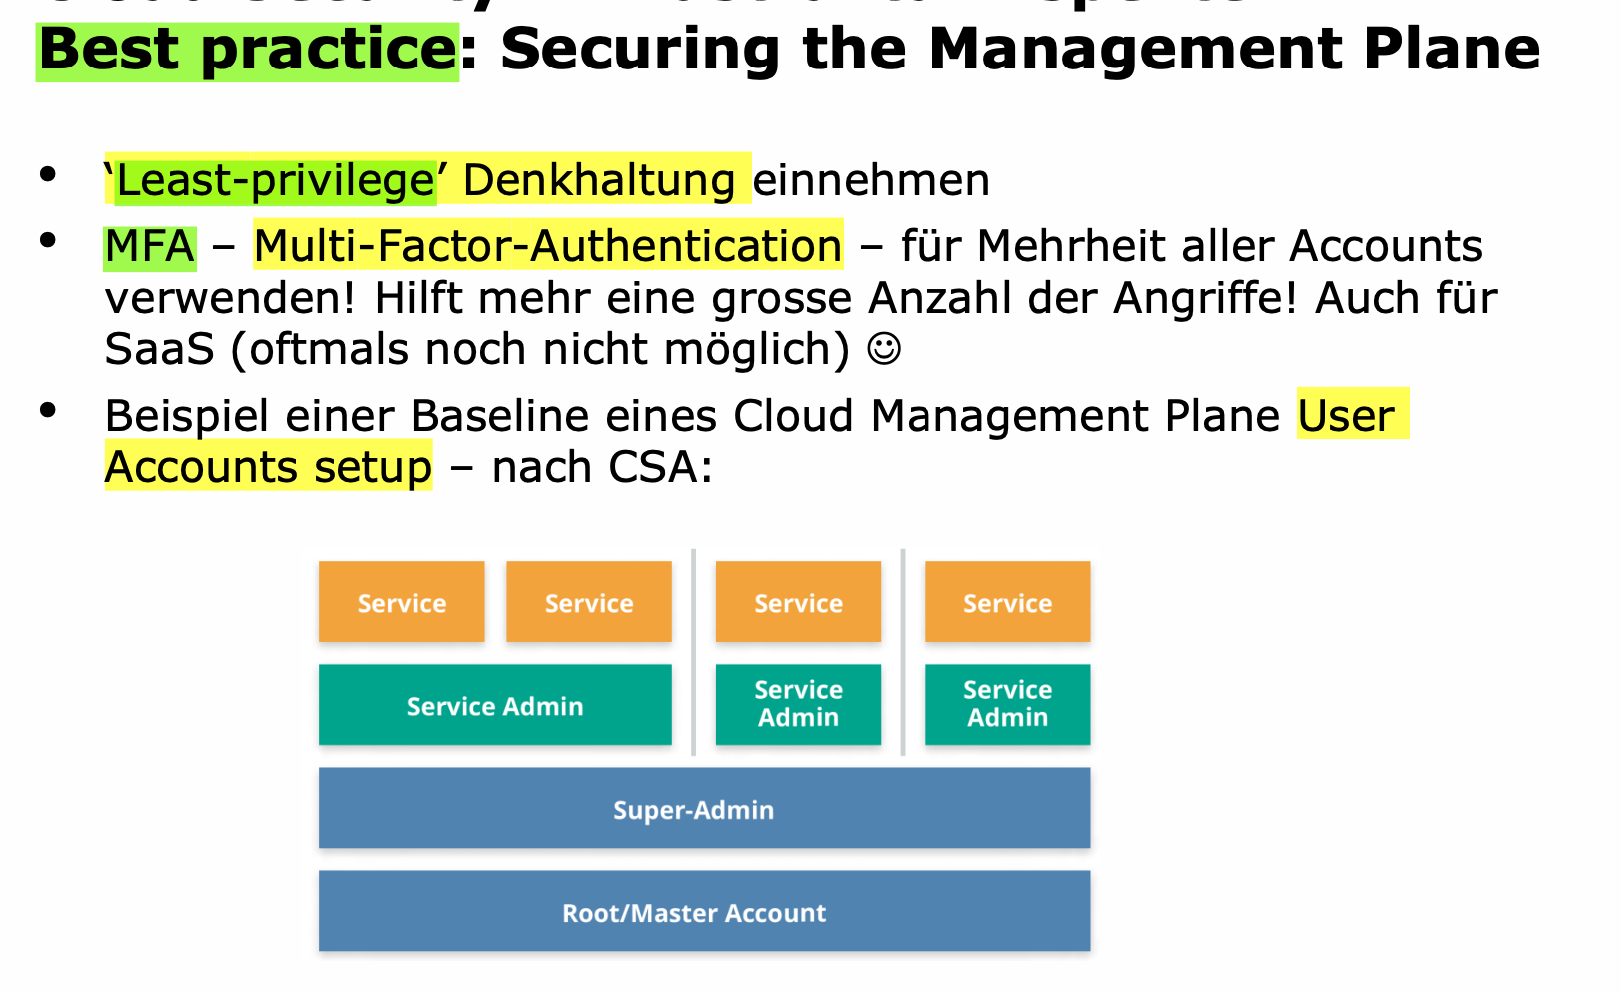 Best practice: Securing the Management Plane
• ‘Least-privilege’ Denkhaltung einnehmen
• MFA – Multi-Factor-Authentication – für Mehrheit aller Accounts
verwenden! Hilft mehr eine grosse Anzahl der Angriffe! Auch für
SaaS (oftmals noch nicht möglich) ☺
• Beispiel einer Baseline eines Cloud Management Plane User
Accounts setup – nach CSA:
Service Service Service Service
Service Admin Service Admin Service Admin
Super-Admin
Root/Master Account